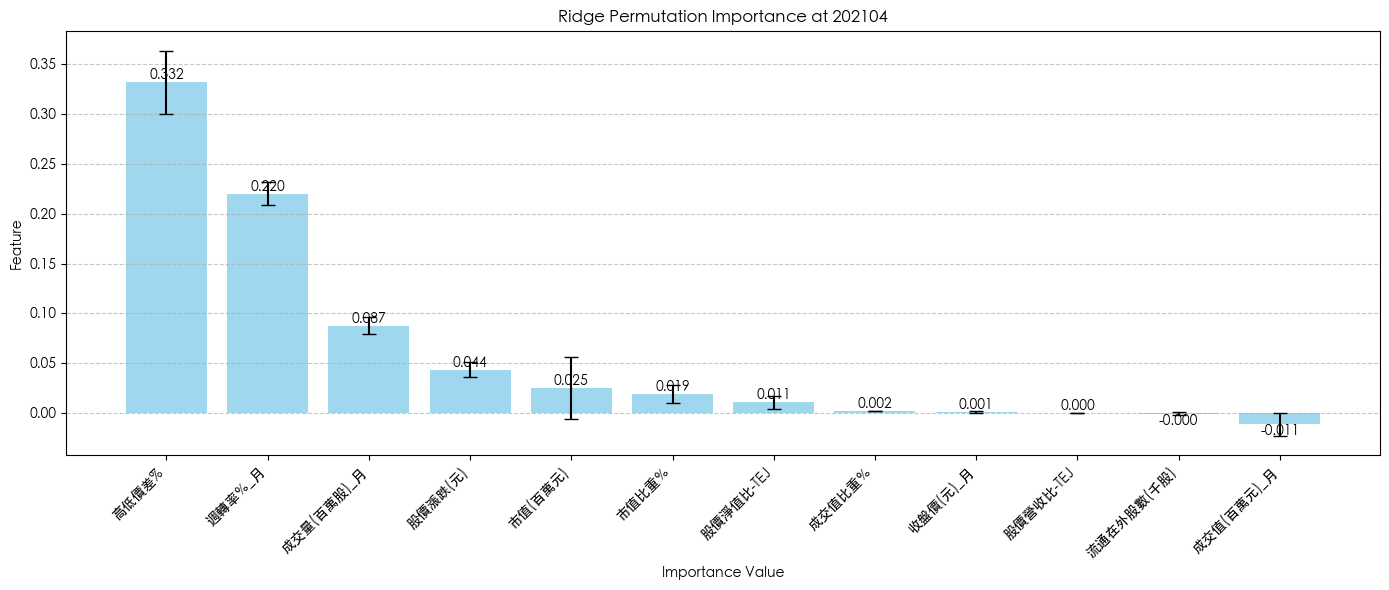 Ridge Permutation Importance at 202104
Feature
0.35
0.30
0.25
0.20
0.15
0.10
0.05
0.00
0.332
0.220
0.087
0.044
0.025
0.019
0.011
0.002
0.001
0.000
-0.000
-0.011
高低價差%
週轉率%_月
成交量(百萬股)_月
股價漲跌(元)
市值(百萬元)
市值比重%
股價淨值比-TEJ
成交值比重%
收盤價(元)_月
股價營收比-TEJ
流通在外股數(千股)
成交值(百萬元)_月
Importance Value